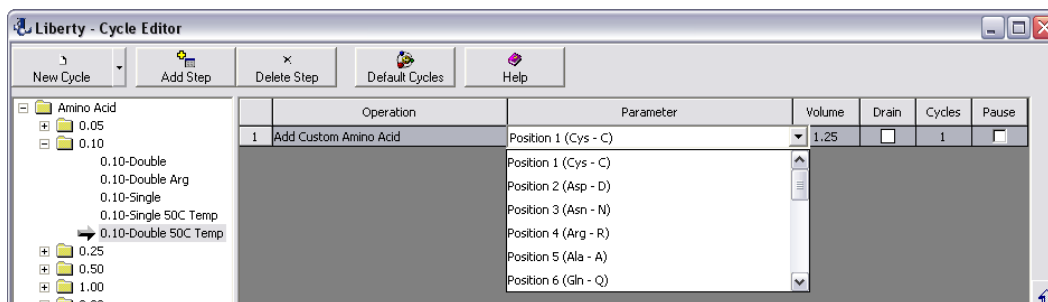 Liberty - Cycle Editor
New Cycle Add Step Delete Step Default Cycles Help
Amino Acid
0.05
0.10
0.10-Double
0.10-Double Arg
0.10-Single
0.10-Single 50C Temp
0.10-Double 50C Temp
0.25
0.50
1.00
Operation Parameter Volume Drain Cycles Pause
1 Add Custom Amino Acid Position 1 (Cys - C) 1.25 1
Position 1 (Cys - C)
Position 2 (Asp - D)
Position 3 (Asn - N)
Position 4 (Arg - R)
Position 5 (Ala - A)
Position 6 (Gln - Q)